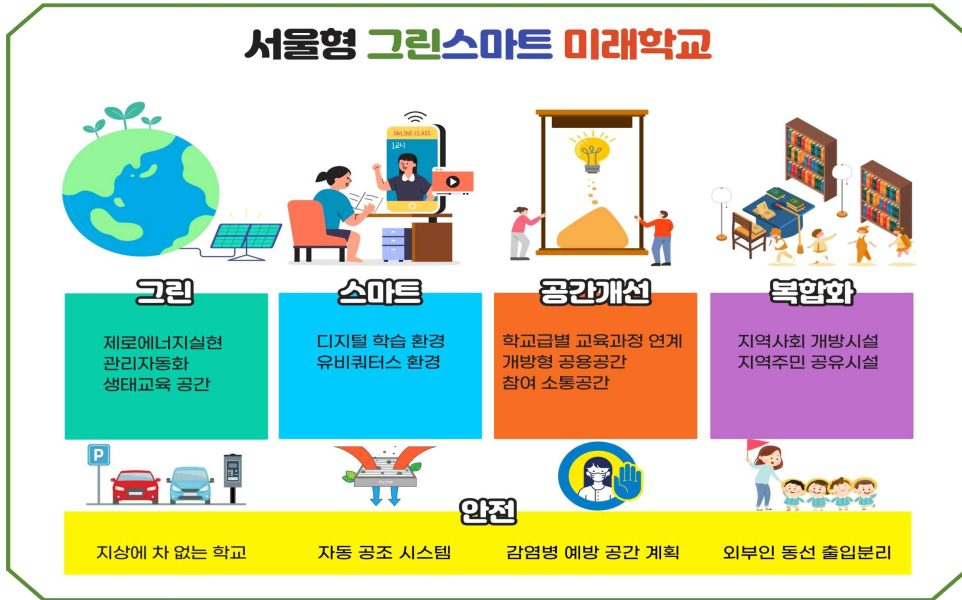 서울형 그린스마트 미래학교
ONLINE CLASS
1교시
그린
스마트
공간개선
복합화
제로에너지실현
관리자동화
생태교육 공간
디지털 학습 환경
유비쿼터스 환경
학교급별 교육과정 연계
개방형 공용공간
참여 소통공간
지역사회 개방시설
지역주민 공유시설
P
FILTER
안전
지상에 차 없는 학교
자동 공조 시스템
감염병 예방 공간 계획
외부인 동선 출입분리